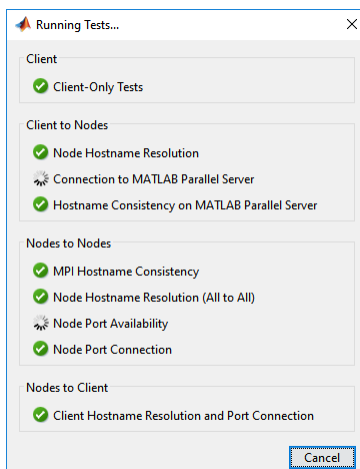 Running Tests...
Client
Client-Only Tests
Client to Nodes
Node Hostname Resolution
Connection to MATLAB Parallel Server
Hostname Consistency on MATLAB Parallel Server
Nodes to Nodes
MPI Hostname Consistency
Node Hostname Resolution (All to All)
Node Port Availability
Node Port Connection
Nodes to Client
Client Hostname Resolution and Port Connection
Cancel